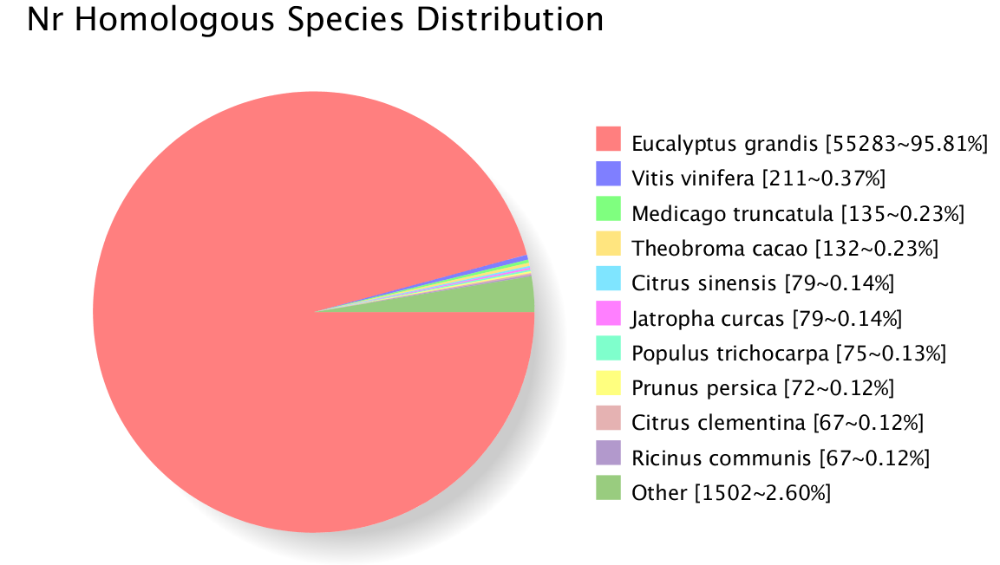 Nr Homologous Species Distribution
Eucalyptus grandis [55283~95.81%]
Vitis vinifera [211~0.37%]
Medicago truncatula [135~0.23%]
Theobroma cacao [132~0.23%]
Citrus sinensis [79~0.14%]
Jatropha curcas [79~0.14%]
Populus trichocarpa [75~0.13%]
Prunus persica [72~0.12%]
Citrus clementina [67~0.12%]
Ricinus communis [67~0.12%]
Other [1502~2.60%]